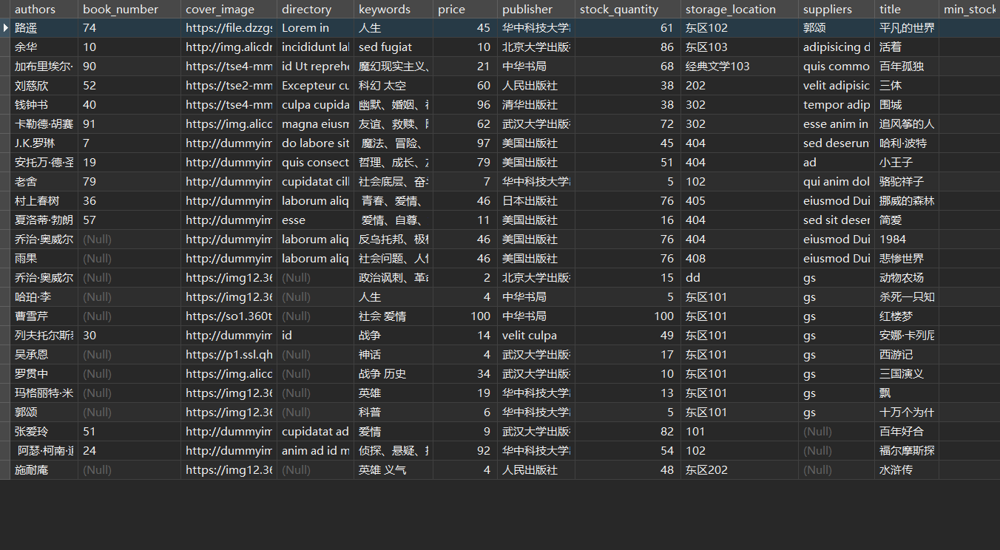 authors book_number cover_image directory keywords price publisher stock_quantity storage_location suppliers title min_stock
路遥 74 https://file.dzzgs Lorem in 人生 45 华中科技大学 61 东区102 郭颂 平凡的世界
余华 10 http://img.alicdn incididunt la sed fugiat 10 北京大学出版 86 东区103 adipisicing d 活着
加布里埃尔· 90 https://tse4-mm id Ut reprehe 魔幻现实主义、 21 中华书局 68 经典文学103 quis commo 百年孤独
刘慈欣 52 https://tse2-mm Excepteur cu 科幻 太空 60 人民出版社 38 202 velit adipisic 三体
钱钟书 40 https://tse4-mm culpa cupida 幽默、婚姻、 96 清华出版社 38 302 tempor adip 围城
卡勒德·胡塞 91 https://img.alicc magna eiusm 友谊、救赎、 62 武汉大学出版 72 302 esse anim in 追风筝的人
J.K.罗琳 7 http://dummyim do labore sit 魔法、冒险、 97 美国出版社 45 404 sed deserun 哈利·波特
安托万·德·圣 19 http://dummyim quis consect 哲理、成长、 79 美国出版社 51 404 ad 小王子
老舍 79 http://dummyim cupidatat cill 社会底层、奋 7 华中科技大学 5 102 qui anim dol 骆驼祥子
村上春树 36 http://dummyim laborum aliq 青春、爱情、 46 日本出版社 76 405 eiusmod Dui 挪威的森林
夏洛蒂·勃朗 57 http://dummyim esse 爱情、自尊、 11 美国出版社 16 404 sed sit deser 简爱
乔治·奥威尔 (Null) http://dummyim laborum aliq 反乌托邦、极 46 美国出版社 76 404 eiusmod Dui 1984
雨果 (Null) http://dummyim laborum aliq 社会问题、人 46 美国出版社 76 408 eiusmod Dui 悲惨世界
乔治·奥威尔 (Null) https://img12.36 (Null) 政治讽刺、革 2 北京大学出版 15 dd gs 动物农场
哈珀·李 (Null) https://img12.36 (Null) 人生 4 中华书局 5 东区101 gs 杀死一只知
曹雪芹 (Null) https://so1.360t (Null) 社会 爱情 100 中华书局 100 东区101 gs 红楼梦
列夫托尔斯 30 http://dummyim id 战争 14 velit culpa 49 东区101 gs 安娜·卡列尼
吴承恩 (Null) https://p1.ssl.qh (Null) 神话 4 武汉大学出版 17 东区101 gs 西游记
罗贯中 (Null) https://img.alicc (Null) 战争 历史 34 武汉大学出版 10 东区101 gs 三国演义
玛格丽特·米 (Null) https://img12.36 (Null) 英雄 19 华中科技大学 13 东区101 gs 飘
郭颂 (Null) https://img12.36 (Null) 科普 6 华中科技大学 5 东区101 gs 十万个为什
张爱玲 51 http://dummyim cupidatat ad 爱情 9 武汉大学出版 82 101 (Null) 百年好合
阿瑟·柯南· 24 http://dummyim anim ad id m 侦探、悬疑、 92 华中科技大学 54 102 (Null) 福尔摩斯探
施耐庵 (Null) https://img12.36 (Null) 英雄 义气 4 人民出版社 48 东区202 (Null) 水浒传